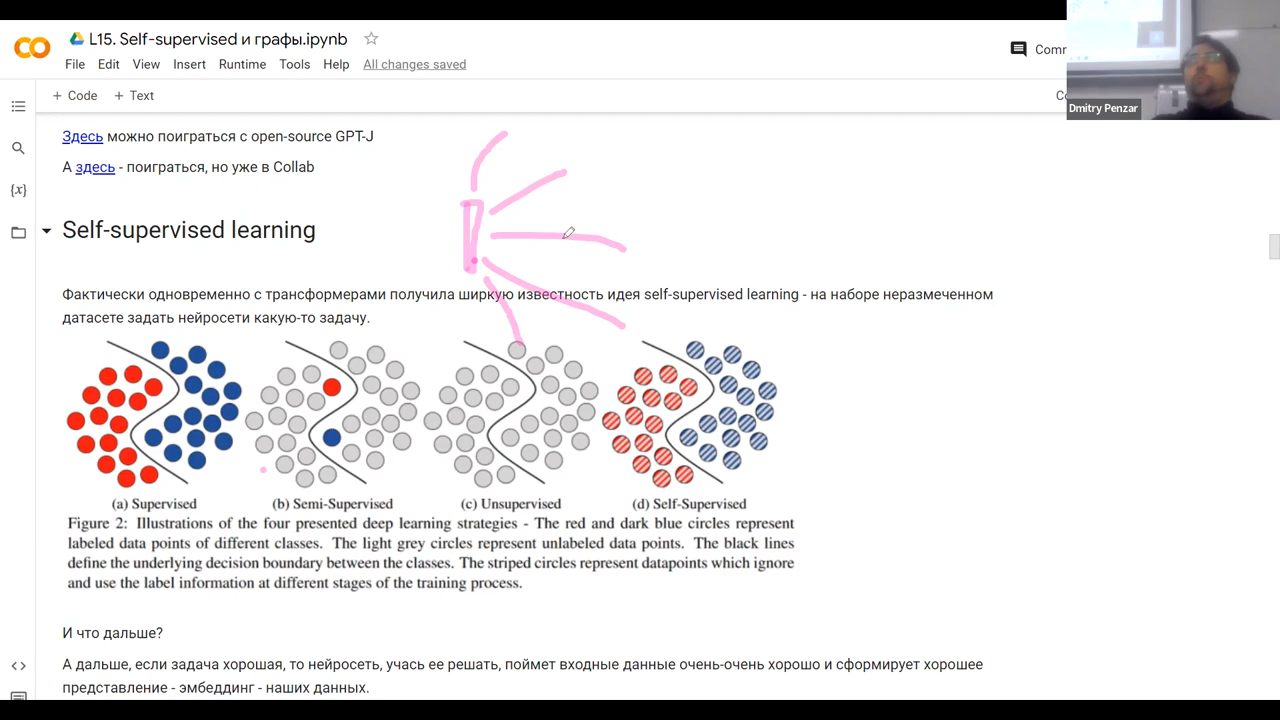 L15. Self-supervised и графы.ipynb
File Edit View Insert Runtime Tools Help All changes saved
Comm
+ Code + Text
Co
Dmitry Penzar
Здесь можно поиграться с open-source GPT-J
А здесь - поиграться, но уже в Collab
Self-supervised learning
Фактически одновременно с трансформерами получила ширкую известность идея self-supervised learning - на наборе неразмеченном
датасете задать нейросети какую-то задачу.
(a) Supervised (b) Semi-Supervised (c) Unsupervised (d) Self-Supervised
Figure 2: Illustrations of the four presented deep learning strategies - The red and dark blue circles represent
labeled data points of different classes. The light grey circles represent unlabeled data points. The black lines
define the underlying decision boundary between the classes. The striped circles represent datapoints which ignore
and use the label information at different stages of the training process.
И что дальше?
А дальше, если задача хорошая, то нейросеть, учась ее решать, поймет входные данные очень-очень хорошо и сформирует хорошее
представление - эмбеддинг - наших данных.